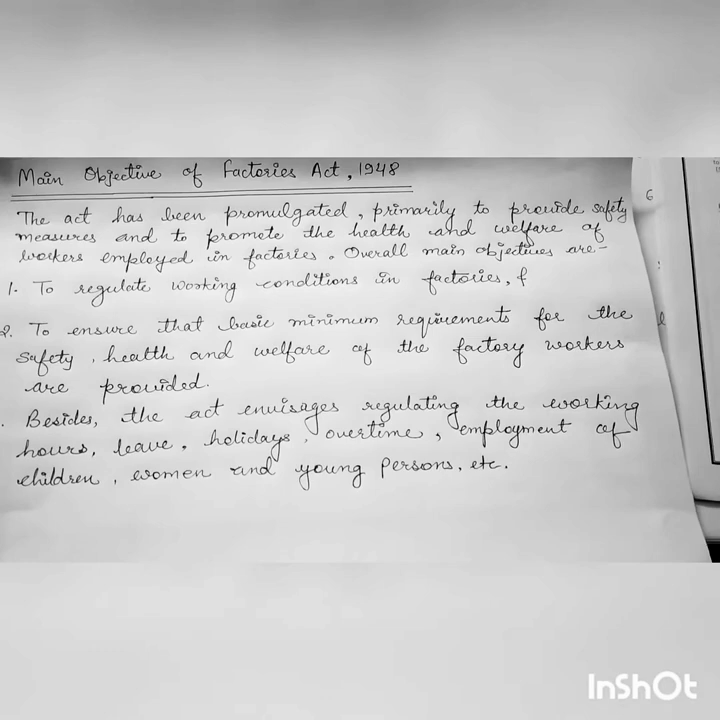 Main Objective of Factories Act, 1948
The act has been promulgated, primarily to provide safety
measures and to promote the health and welfare of
workers employed in factories. Overall main objectives are:-
1. To regulate working conditions in factories, &
2. To ensure that basic minimum requirements for the
safety, health and welfare of the factory workers
are provided.
. Besides, the act envisages regulating the working
hours, leave, holidays, overtime, employment of
children, women and young persons, etc.
6
InShOt